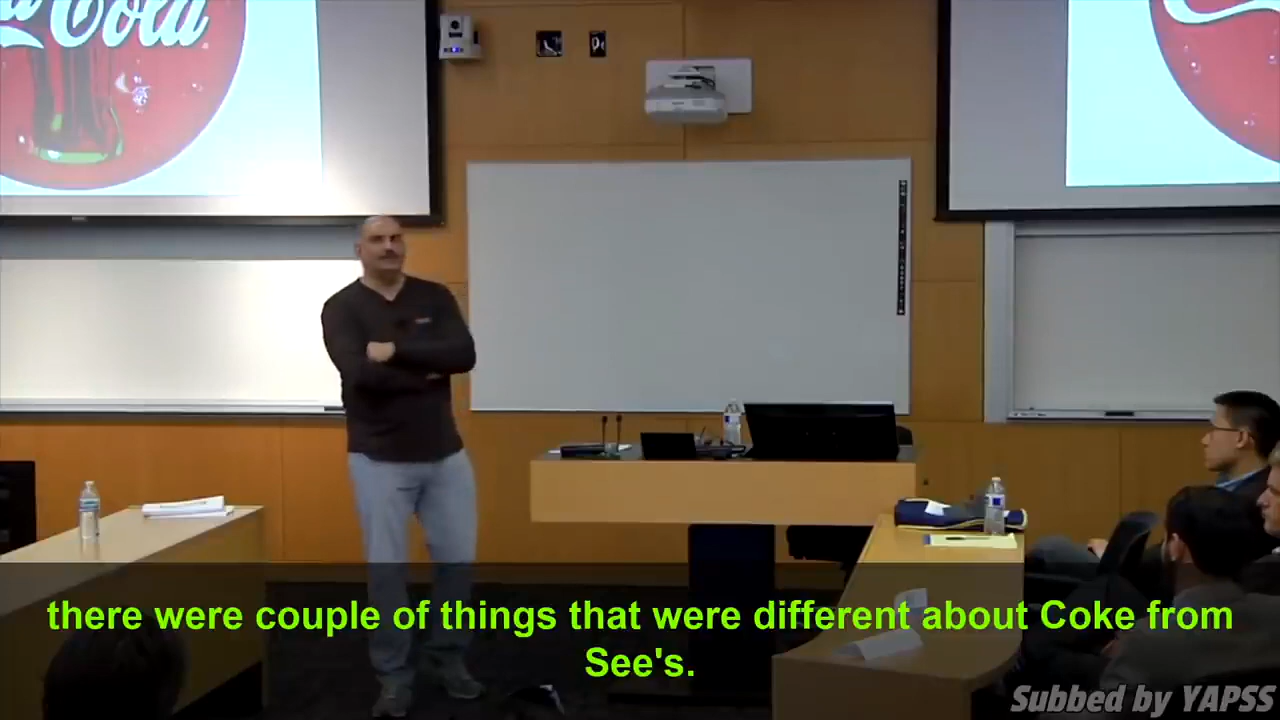 Cola
there were couple of things that were different about Coke from
See's.
Subbed by YAPSS